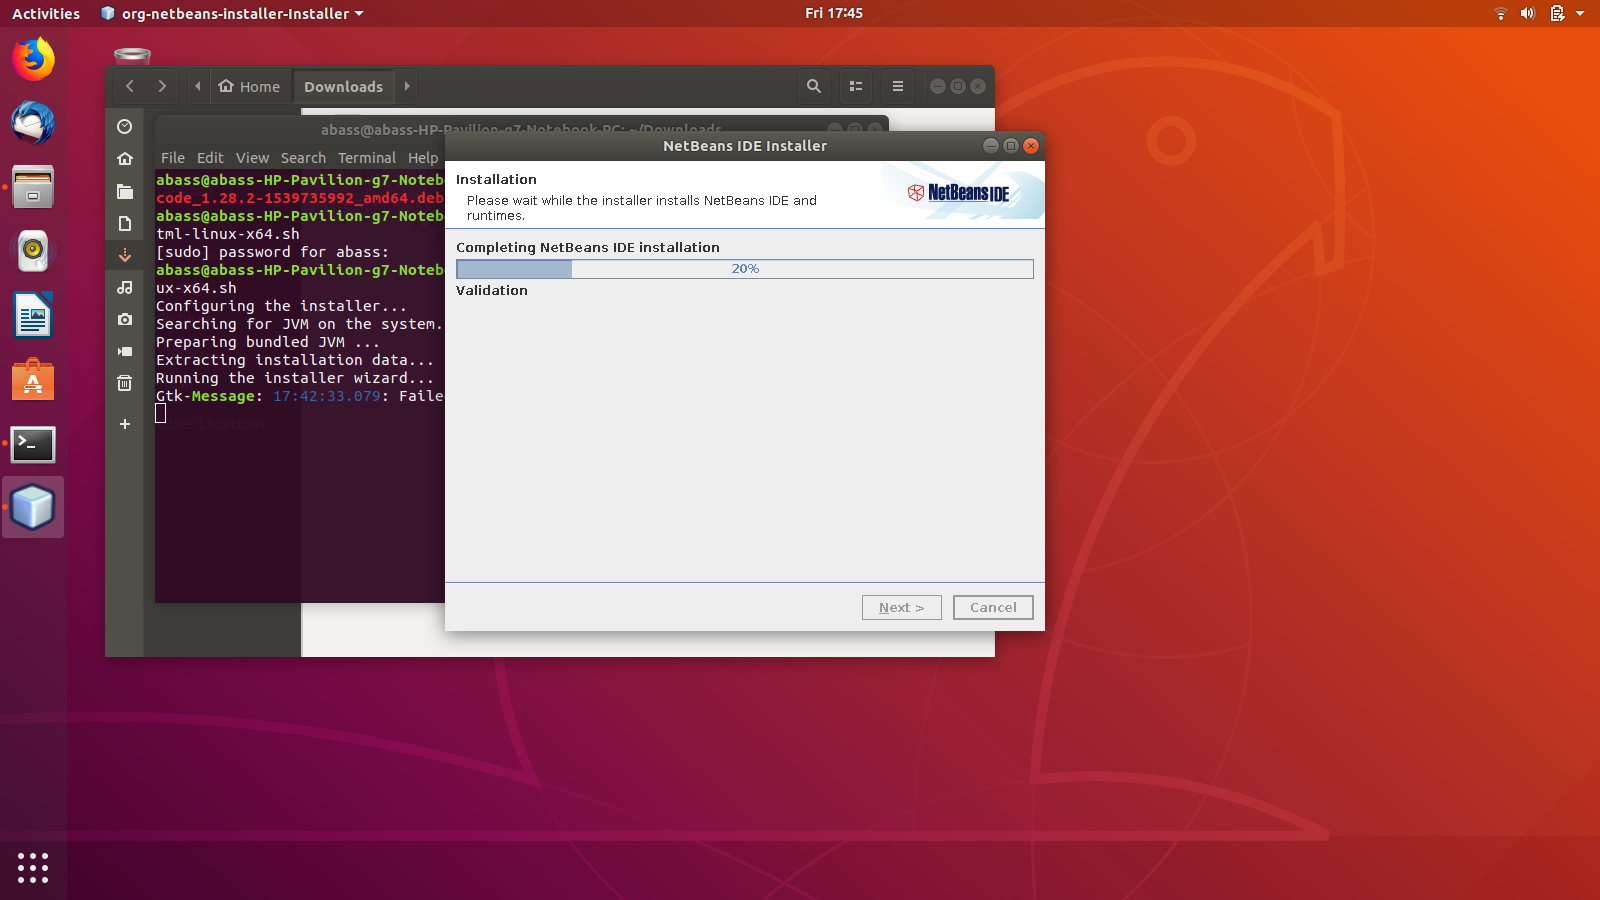 Activities
org-netbeans-installer-Installer
Fri 17:45
Home
Downloads
abass@abass-HP-Pavilion-g7-Notebook-PC: ~/Downloads
File Edit View Search Terminal Help
abass@abass-HP-Pavilion-g7-Noteb
code_1.28.2-1539735992_amd64.deb
abass@abass-HP-Pavilion-g7-Noteb
tml-linux-x64.sh
[sudo] password for abass:
abass@abass-HP-Pavilion-g7-Noteb
ux-x64.sh
Configuring the installer...
Searching for JVM on the system.
Preparing bundled JVM ...
Extracting installation data...
Running the installer wizard...
Gtk-Message: 17:42:33.079: Faile
Other Locations
NetBeans IDE Installer
Installation
Please wait while the installer installs NetBeans IDE and
runtimes.
NetBeans IDE
Completing NetBeans IDE installation
20%
Validation
Next >
Cancel